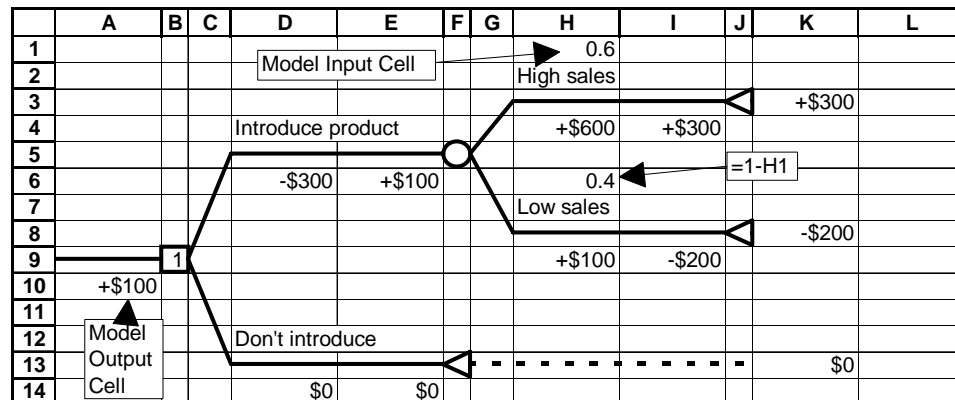 A B C D E F G H I J K L
1 0.6
Model Input Cell
2 High sales
3 +$300
4 Introduce product +$600 +$300
5
=1-H1
6 -$300 +$100 0.4
7 Low sales
8 -$200
9 1 +$100 -$200
10 +$100
11
12 Model Don't introduce
13 Output $0
14 Cell $0 $0